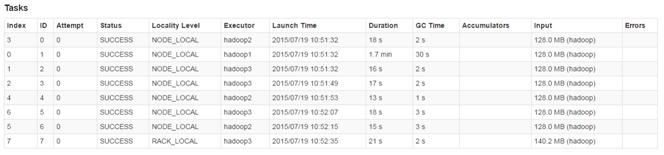 Tasks
Index ID Attempt Status Locality Level Executor Launch Time Duration GC Time Accumulators Input Errors
3 0 0 SUCCESS NODE_LOCAL hadoop2 2015/07/19 10:51:32 18 s 2 s 128.0 MB (hadoop)
0 1 0 SUCCESS NODE_LOCAL hadoop1 2015/07/19 10:51:32 1.7 min 30 s 128.0 MB (hadoop)
1 2 0 SUCCESS NODE_LOCAL hadoop3 2015/07/19 10:51:32 16 s 2 s 128.0 MB (hadoop)
2 3 0 SUCCESS NODE_LOCAL hadoop3 2015/07/19 10:51:49 17 s 2 s 128.0 MB (hadoop)
4 4 0 SUCCESS NODE_LOCAL hadoop2 2015/07/19 10:51:53 13 s 1 s 128.0 MB (hadoop)
6 5 0 SUCCESS NODE_LOCAL hadoop3 2015/07/19 10:52:07 18 s 3 s 128.0 MB (hadoop)
5 6 0 SUCCESS NODE_LOCAL hadoop2 2015/07/19 10:52:15 15 s 3 s 128.0 MB (hadoop)
7 7 0 SUCCESS RACK_LOCAL hadoop3 2015/07/19 10:52:35 21 s 2 s 140.2 MB (hadoop)